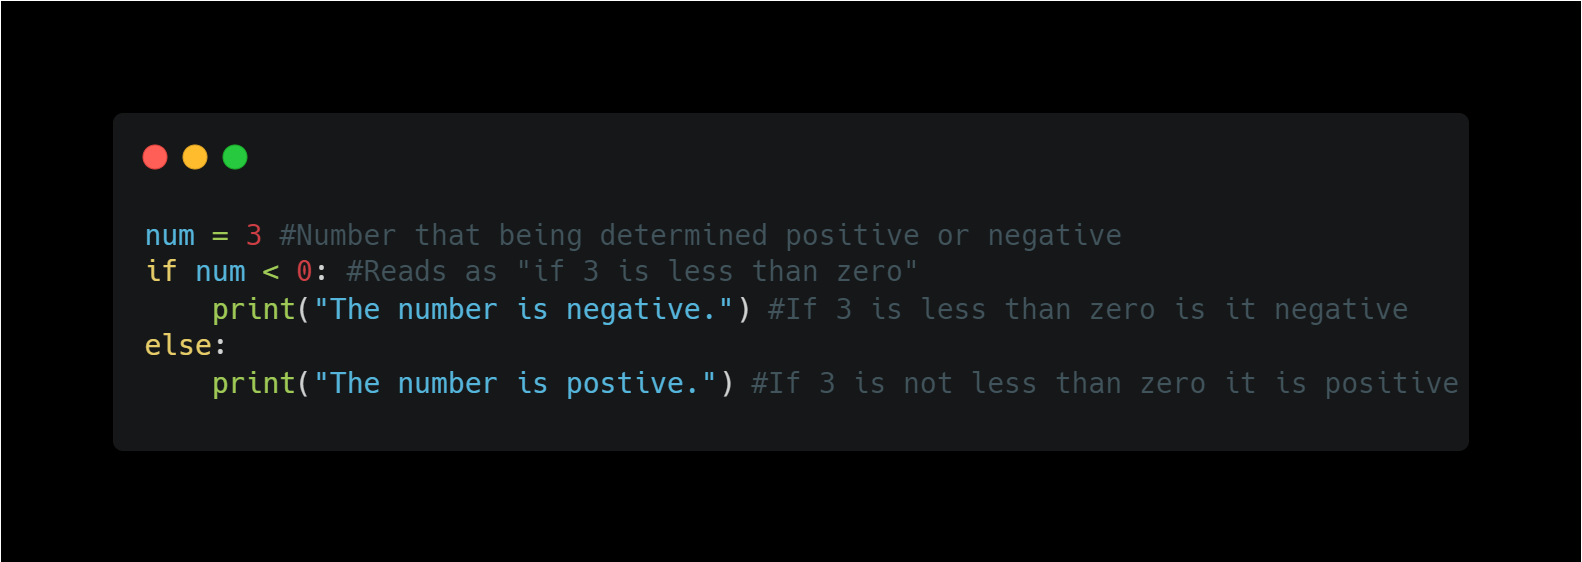 num = 3 #Number that being determined positive or negative
if num < 0: #Reads as "if 3 is less than zero"
    print("The number is negative.") #If 3 is less than zero is it negative
else:
    print("The number is postive.") #If 3 is not less than zero it is positive